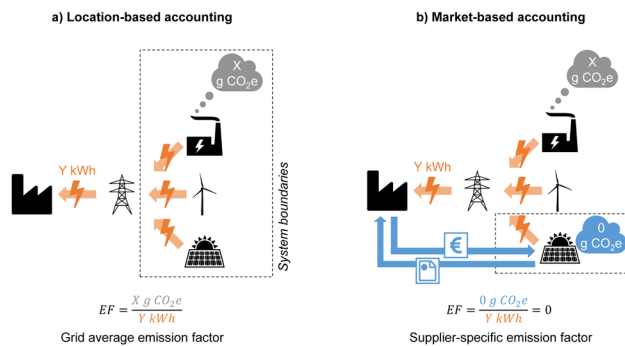 a) Location-based accounting
X
g CO₂e
Y kWh
System boundaries
EF = X g CO₂e / Y kWh
Grid average emission factor
b) Market-based accounting
X
g CO₂e
Y kWh
0
g CO₂e
€
EF = 0 g CO₂e / Y kWh = 0
Supplier-specific emission factor